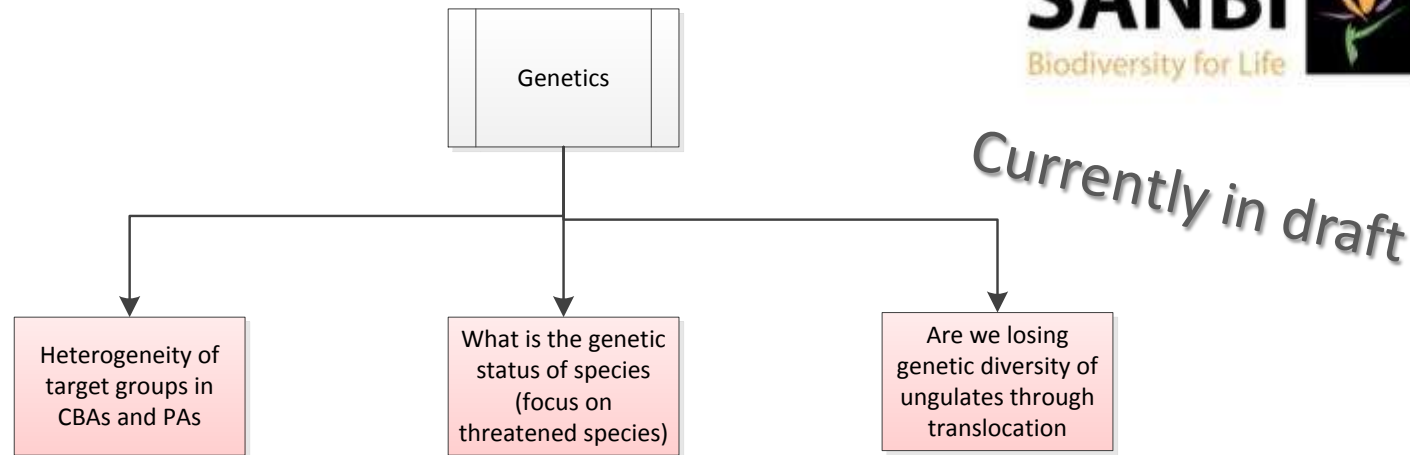 SANBI
Biodiversity for Life
Genetics
Currently in draft
Heterogeneity of
target groups in
CBAs and PAs
What is the genetic
status of species
(focus on
threatened species)
Are we losing
genetic diversity of
ungulates through
translocation